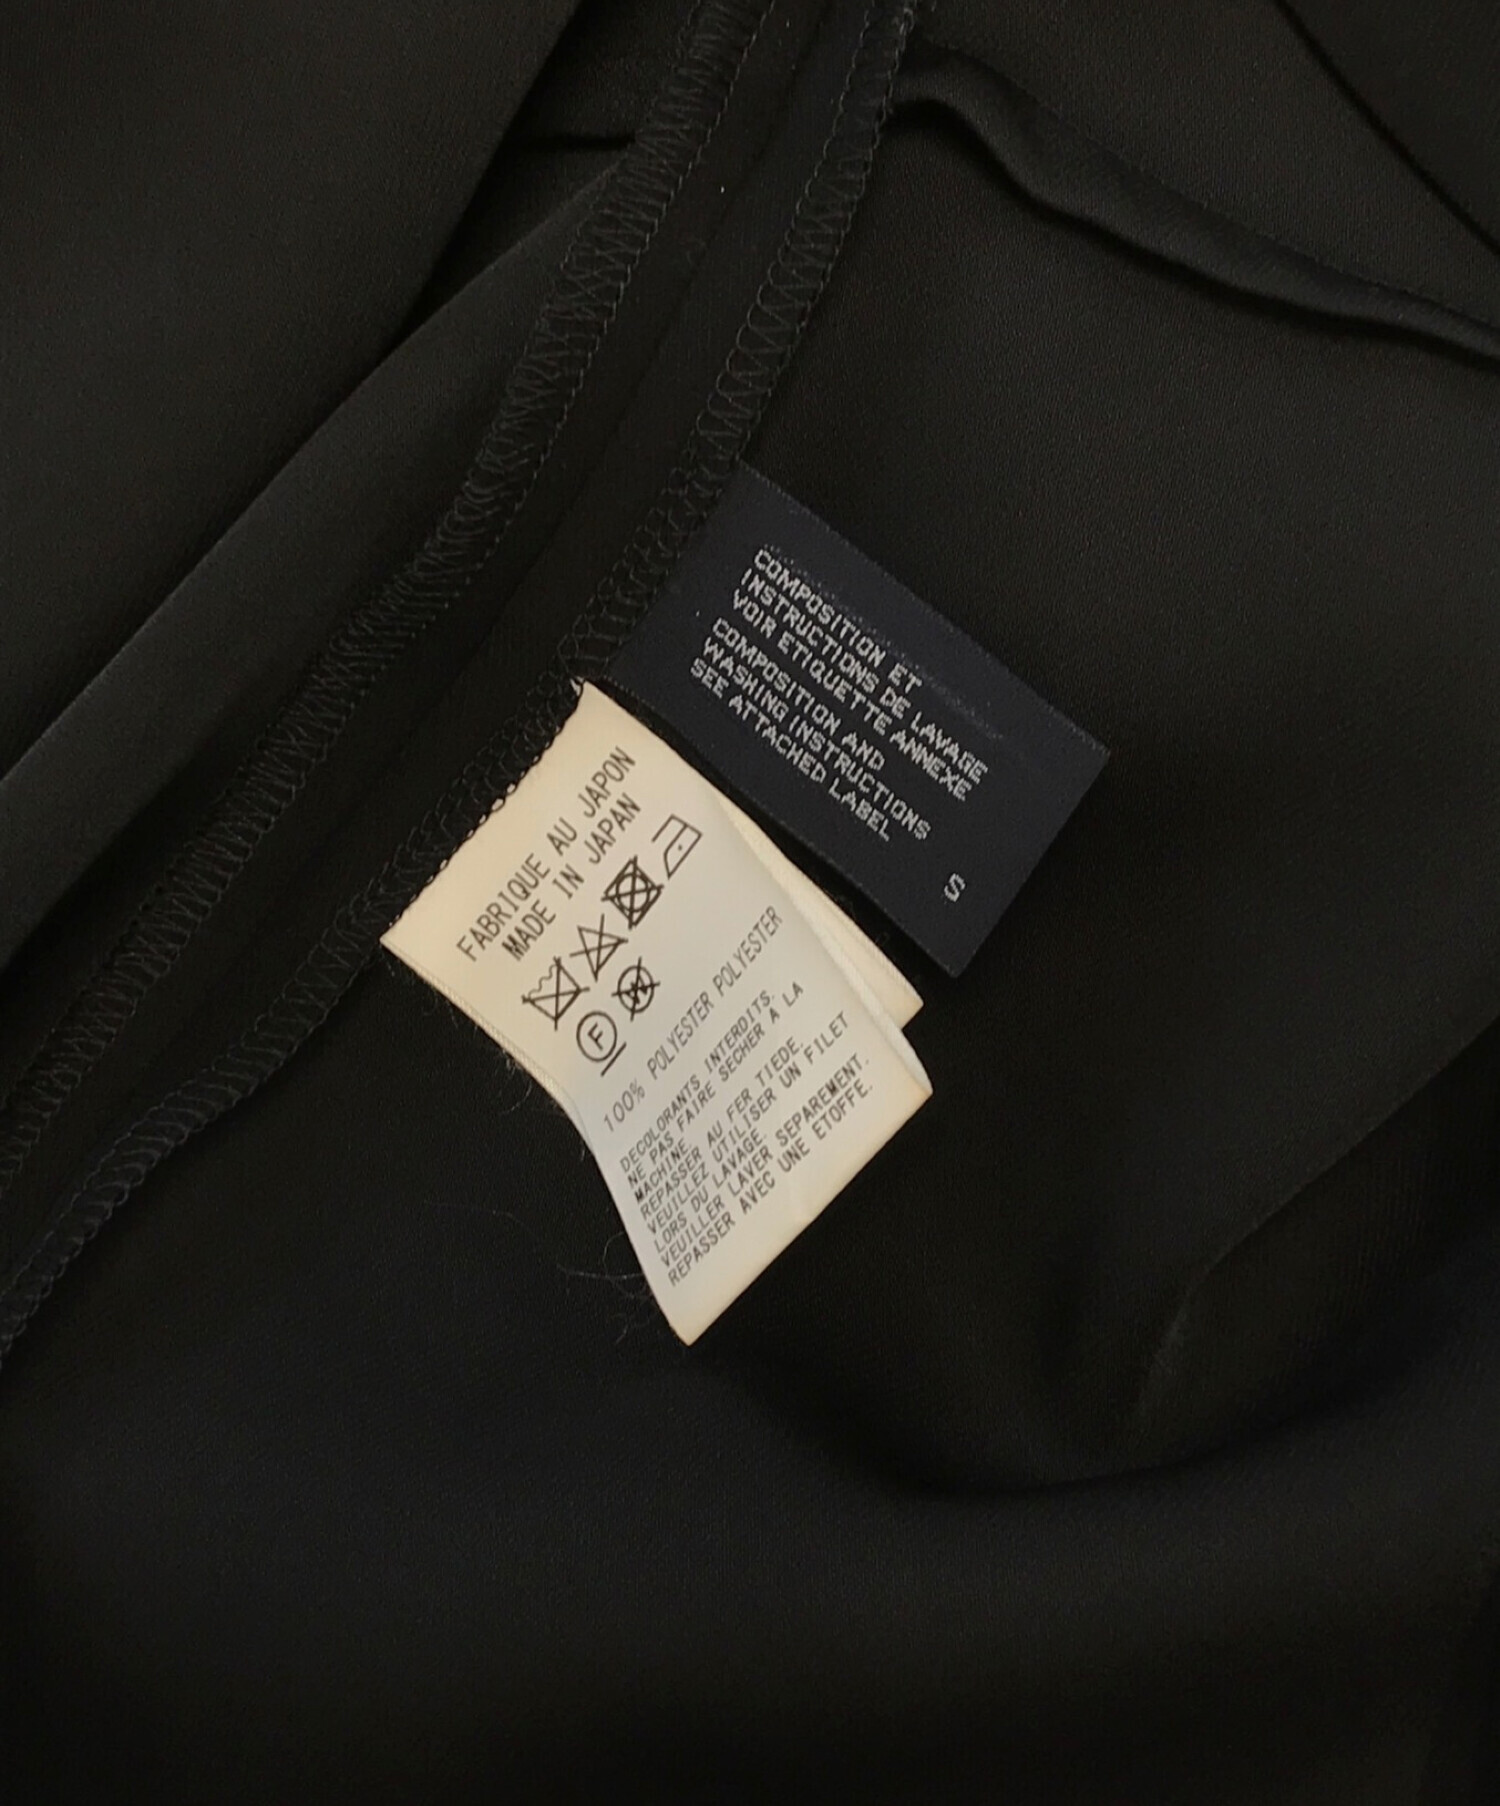 COMPOSITION ET
INSTRUCTIONS DE LAVAGE
VOIR ETIQUETTE ANNEXE
COMPOSITION AND
WASHING INSTRUCTIONS
SEE ATTACHED LABEL
S
FABRIQUE AU JAPON
MADE IN JAPAN
F
W
100% POLYESTER POLYESTER
DECOLORANTS INTERDITS.
NE PAS FAIRE SECHER A LA
MACHINE.
REPASSER AU FER TIEDE.
VEUILLEZ UTILISER UN FILET
LORS DU LAVAGE.
VEUILLER LAVER SEPAREMENT.
REPASSER AVEC UNE ETOFFE.